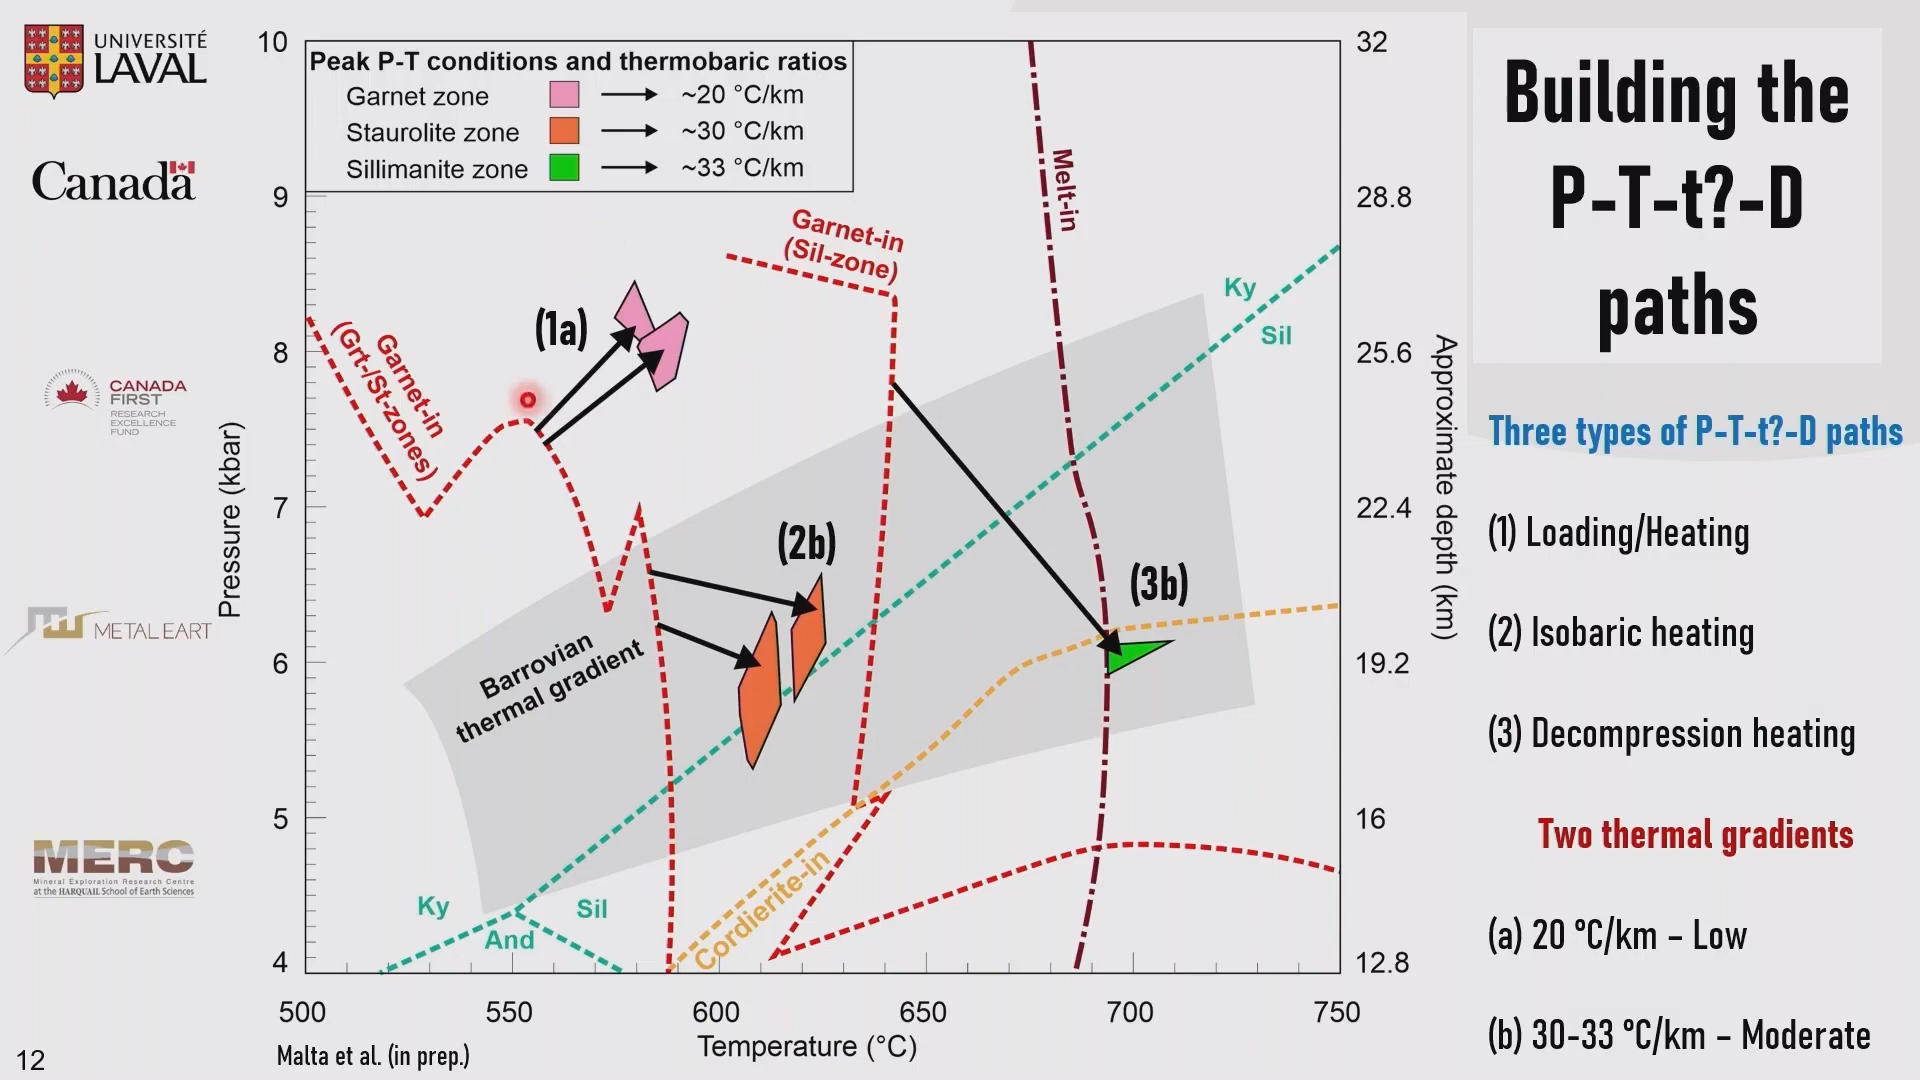 UNIVERSITÉ
LAVAL
Canada
CANADA
FIRST
RESEARCH
EXCELLENCE
FUND
METAL EART
MERC
Mineral Exploration Research Centre
at the HARQUAIL School of Earth Sciences
12
Peak P-T conditions and thermobaric ratios
Garnet zone ~20 °C/km
Staurolite zone ~30 °C/km
Sillimanite zone ~33 °C/km
10
9
8
7
6
5
4
Pressure (kbar)
32
28.8
25.6
22.4
19.2
16
12.8
Approximate depth (km)
500
550
600
650
700
750
Temperature (°C)
Garnet-in
(Grt-/St-zones)
(1a)
Garnet-in
(Sil-zone)
Melt-in
Ky
Sil
(2b)
(3b)
Barrovian
thermal gradient
Ky
Sil
And
Cordierite-in
Malta et al. (in prep.)
Building the
P-T-t?-D
paths
Three types of P-T-t?-D paths
(1) Loading/Heating
(2) Isobaric heating
(3) Decompression heating
Two thermal gradients
(a) 20 °C/km – Low
(b) 30-33 °C/km – Moderate